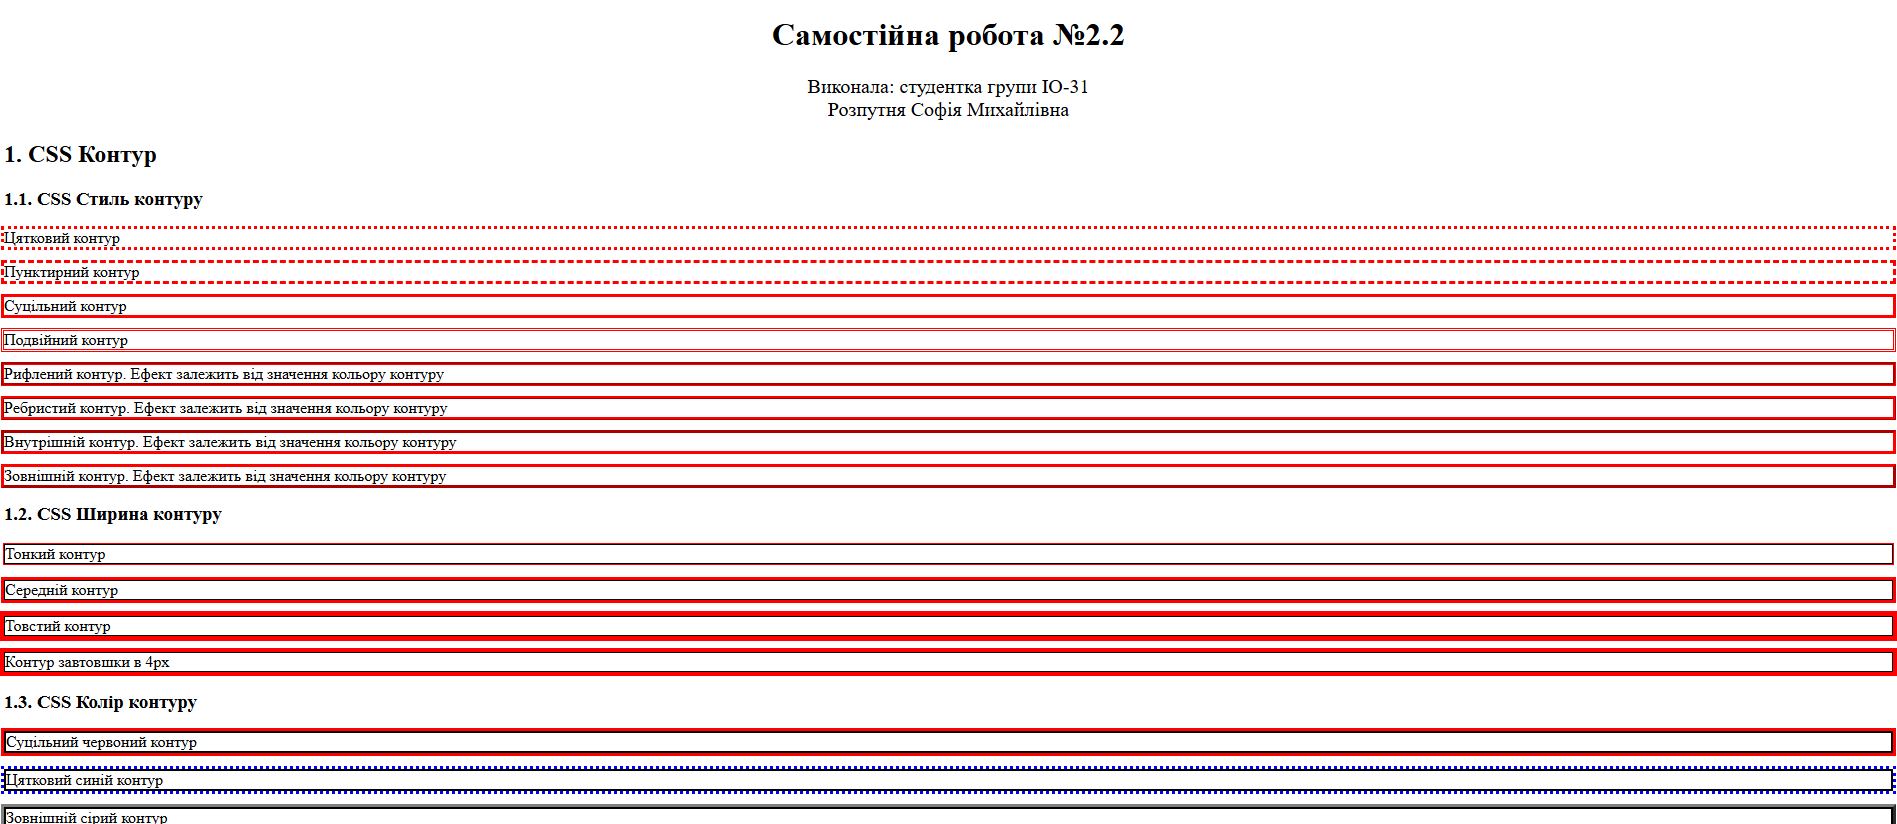 Самостійна робота №2.2
Виконала: студентка групи ІО-31
Розпутня Софія Михайлівна
1. CSS Контур
1.1. CSS Стиль контуру
Цятковий контур
Пунктирний контур
Суцільний контур
Подвійний контур
Рифлений контур. Ефект залежить від значення кольору контуру
Ребристий контур. Ефект залежить від значення кольору контуру
Внутрішній контур. Ефект залежить від значення кольору контуру
Зовнішній контур. Ефект залежить від значення кольору контуру
1.2. CSS Ширина контуру
Тонкий контур
Середній контур
Товстий контур
Контур завтовшки в 4px
1.3. CSS Колір контуру
Суцільний червоний контур
Цятковий синій контур
Зовнішній сірий контур